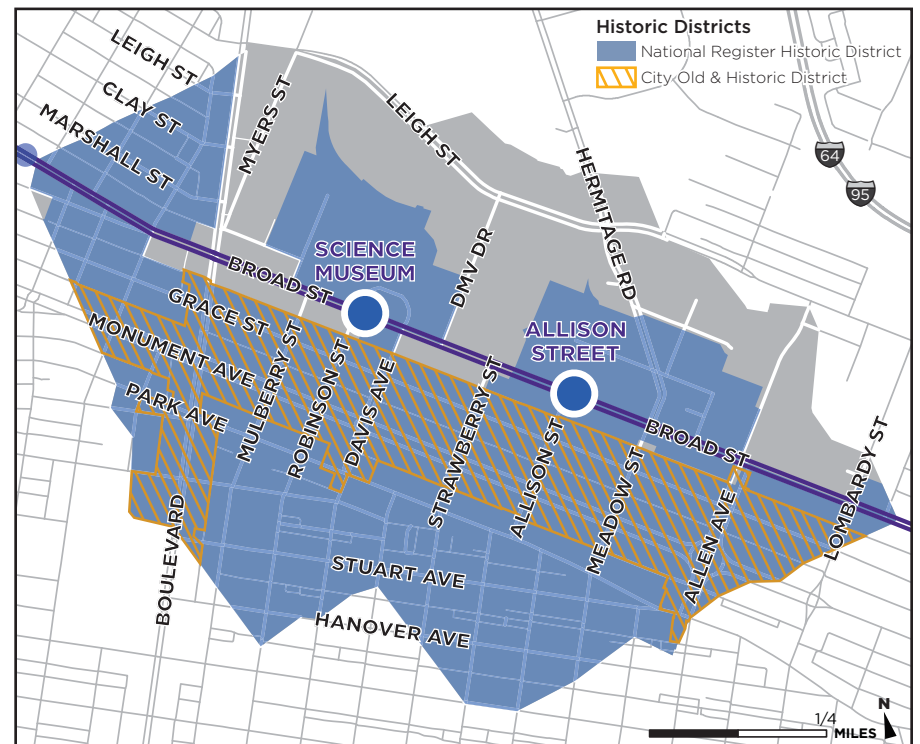 Historic Districts
National Register Historic District
City Old & Historic District
LEIGH ST
CLAY ST
MARSHALL ST
MYERS ST
LEIGH ST
HERMITAGE RD
64
95
SCIENCE
MUSEUM
DMV DR
BROAD ST
GRACE ST
ALLISON
STREET
MONUMENT AVE
MULBERRY ST
ROBINSON ST
DAVIS AVE
STRAWBERRY ST
PARK AVE
ALLISON ST
BROAD ST
MEADOW ST
ALLEN AVE
LOMBARDY ST
BOULEVARD
STUART AVE
HANOVER AVE
N
1/4
MILES